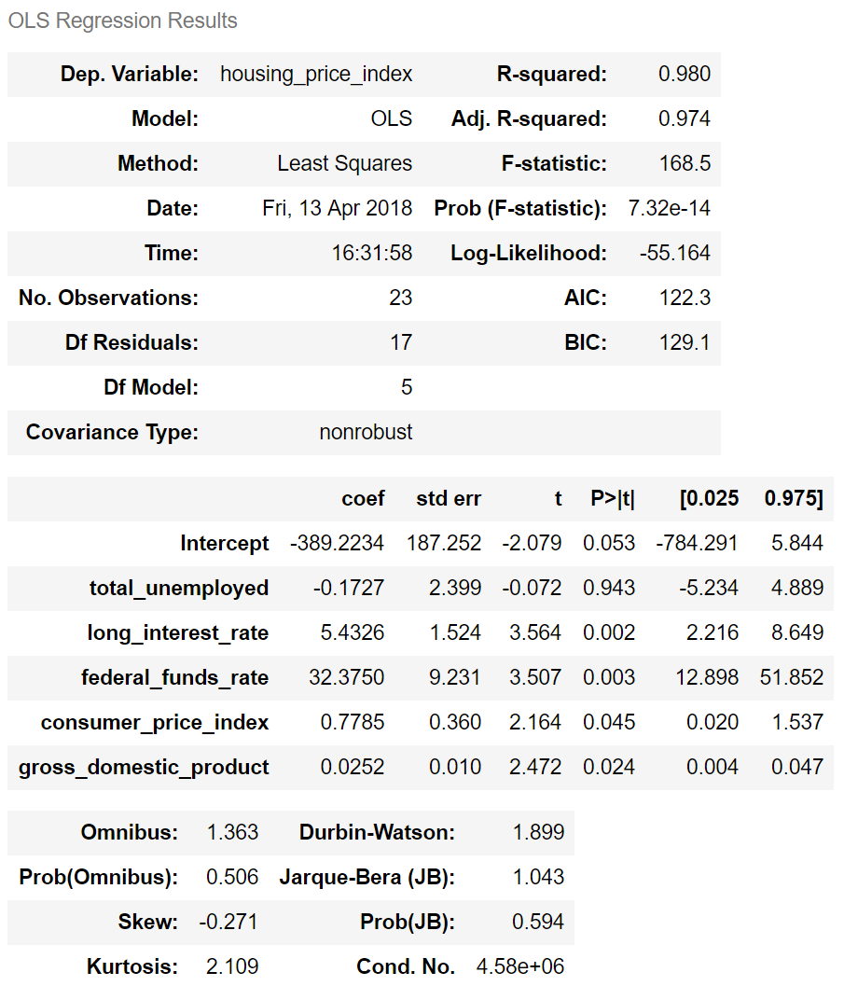 OLS Regression Results
Dep. Variable: housing_price_index R-squared: 0.980
Model: OLS Adj. R-squared: 0.974
Method: Least Squares F-statistic: 168.5
Date: Fri, 13 Apr 2018 Prob (F-statistic): 7.32e-14
Time: 16:31:58 Log-Likelihood: -55.164
No. Observations: 23 AIC: 122.3
Df Residuals: 17 BIC: 129.1
Df Model: 5
Covariance Type: nonrobust
coef std err t P>|t| [0.025 0.975]
Intercept -389.2234 187.252 -2.079 0.053 -784.291 5.844
total_unemployed -0.1727 2.399 -0.072 0.943 -5.234 4.889
long_interest_rate 5.4326 1.524 3.564 0.002 2.216 8.649
federal_funds_rate 32.3750 9.231 3.507 0.003 12.898 51.852
consumer_price_index 0.7785 0.360 2.164 0.045 0.020 1.537
gross_domestic_product 0.0252 0.010 2.472 0.024 0.004 0.047
Omnibus: 1.363 Durbin-Watson: 1.899
Prob(Omnibus): 0.506 Jarque-Bera (JB): 1.043
Skew: -0.271 Prob(JB): 0.594
Kurtosis: 2.109 Cond. No. 4.58e+06